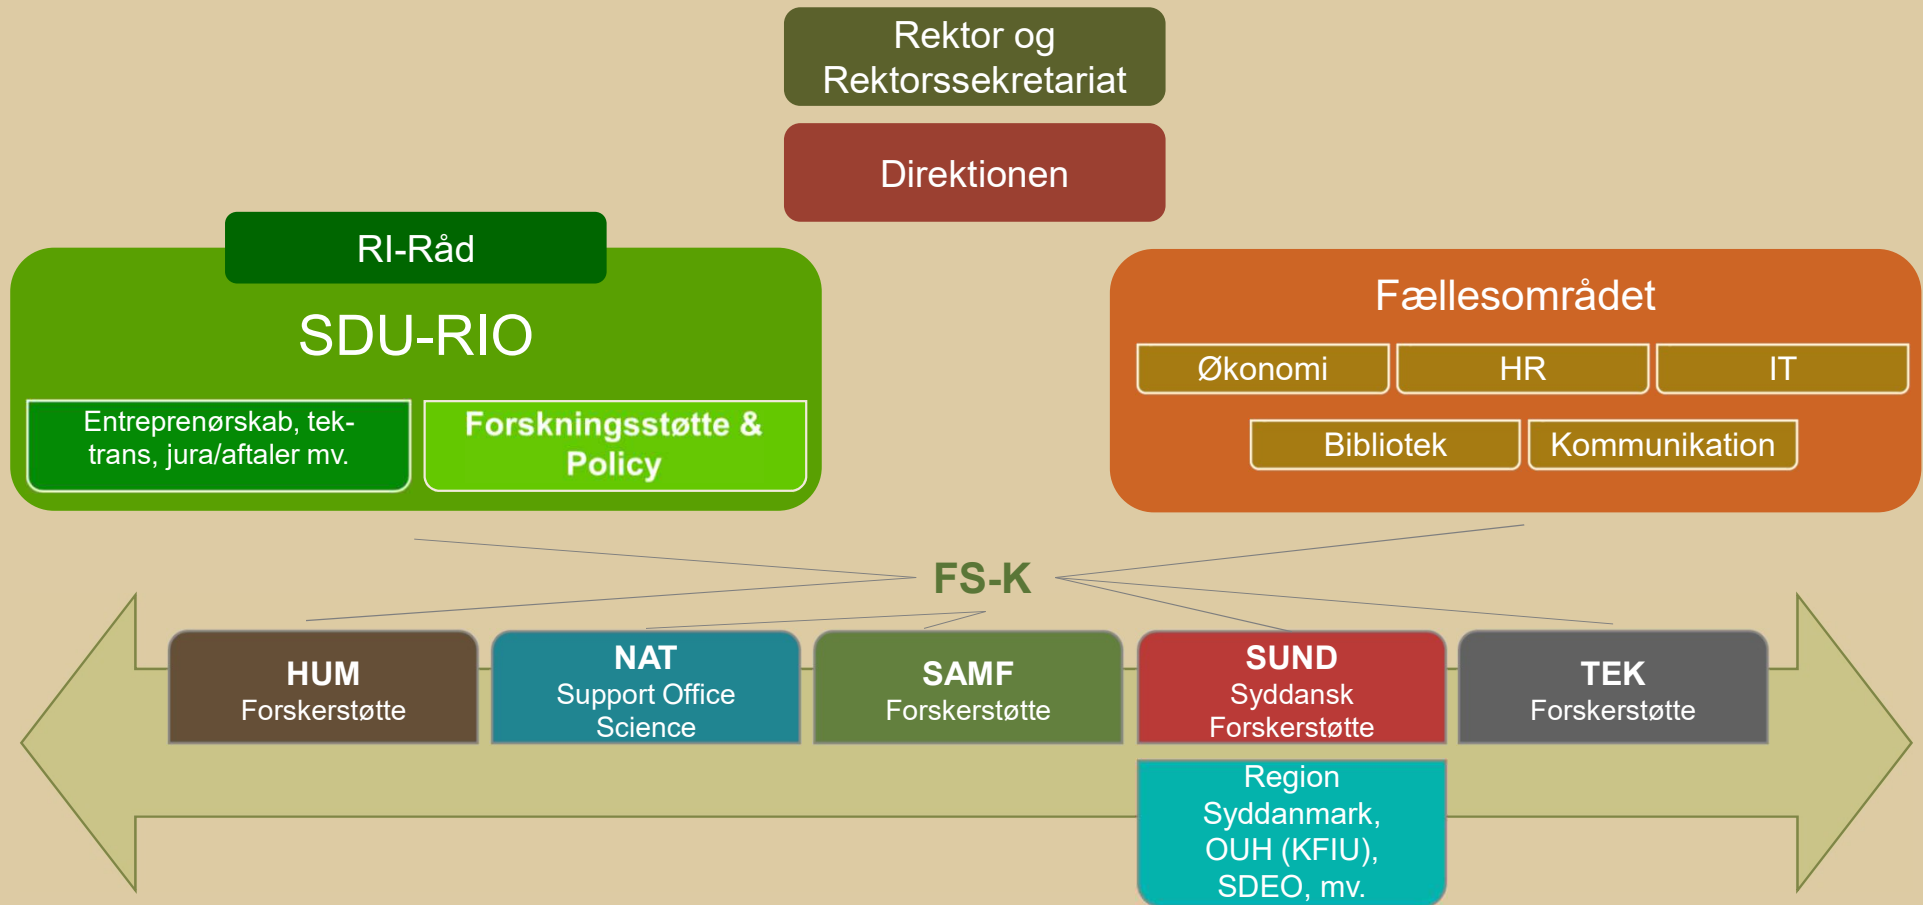 Rektor og
Rektorssekretariat
Direktionen
RI-Råd
SDU-RIO
Entreprenørskab, tek-
trans, jura/aftaler mv.
Forskningsstøtte &
Policy
Fællesområdet
Økonomi
HR
IT
Bibliotek
Kommunikation
FS-K
HUM
Forskerstøtte
NAT
Support Office
Science
SAMF
Forskerstøtte
SUND
Syddansk
Forskerstøtte
TEK
Forskerstøtte
Region
Syddanmark,
OUH (KFIU),
SDEO, mv.